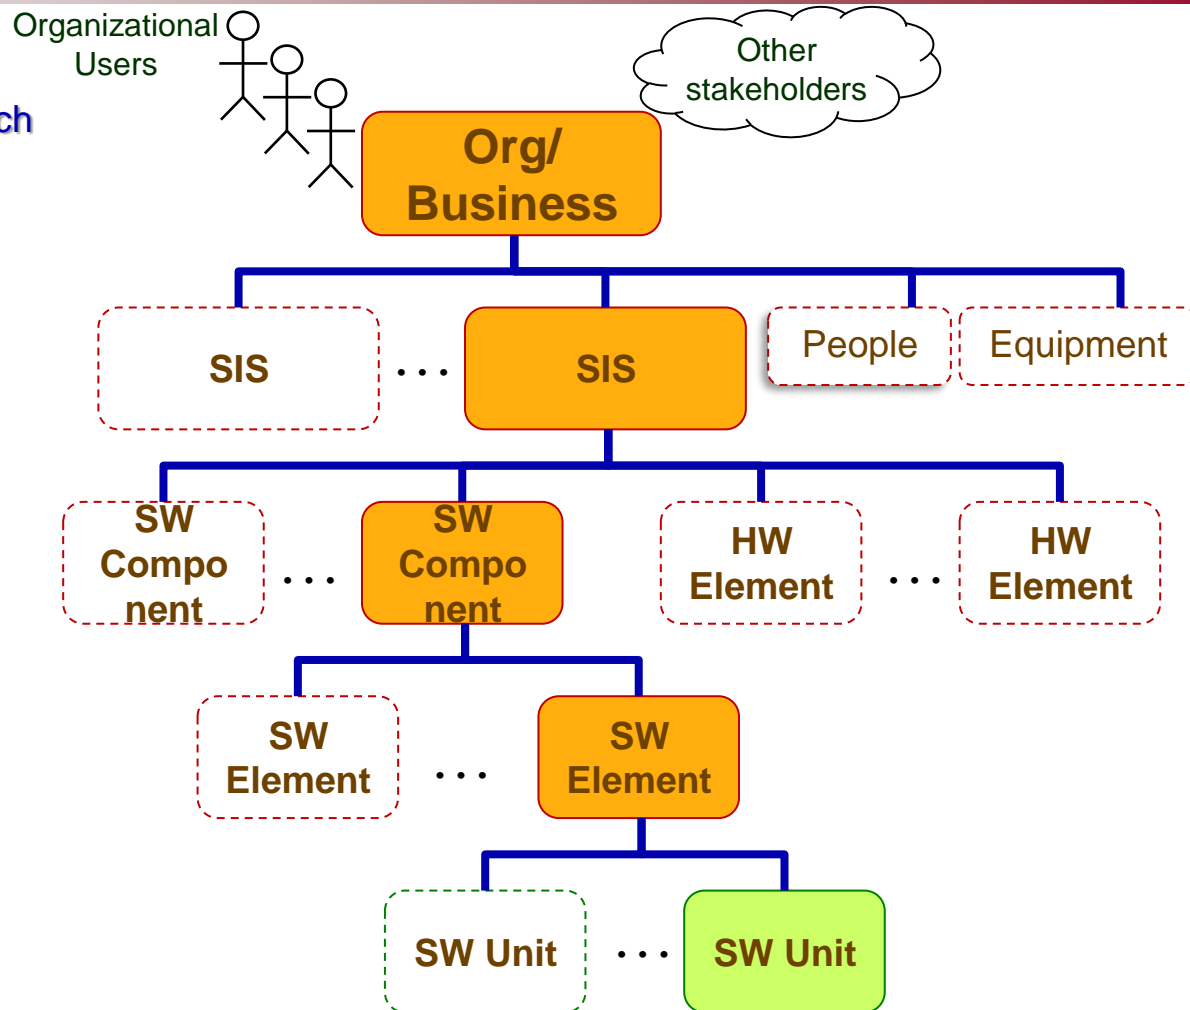 Organizational
Users
Other
stakeholders
ch
Org/
Business
SIS
...
SIS
People
Equipment
SW
Compo
nent
...
SW
Compo
nent
HW
Element
...
HW
Element
SW
Element
...
SW
Element
SW Unit
...
SW Unit